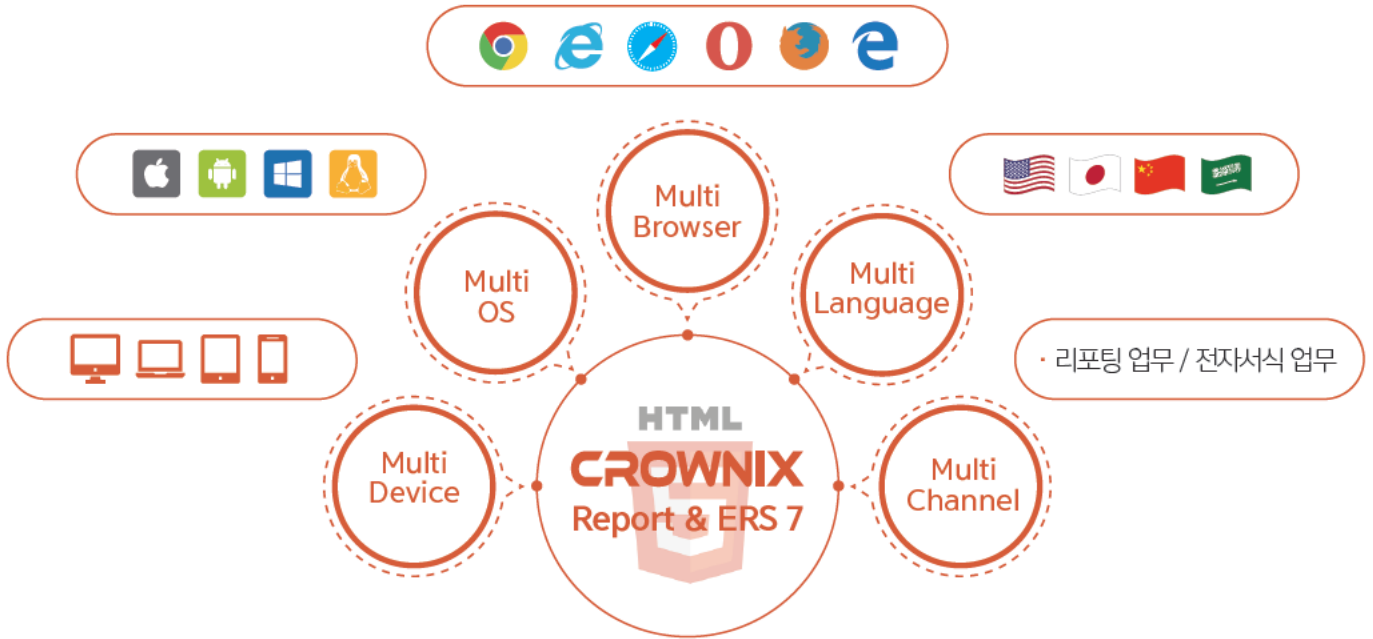 Multi
Browser
Multi
OS
Multi
Language
· 리포팅 업무 / 전자서식 업무
Multi
Device
HTML
CROWNIX
Report & ERS 7
Multi
Channel